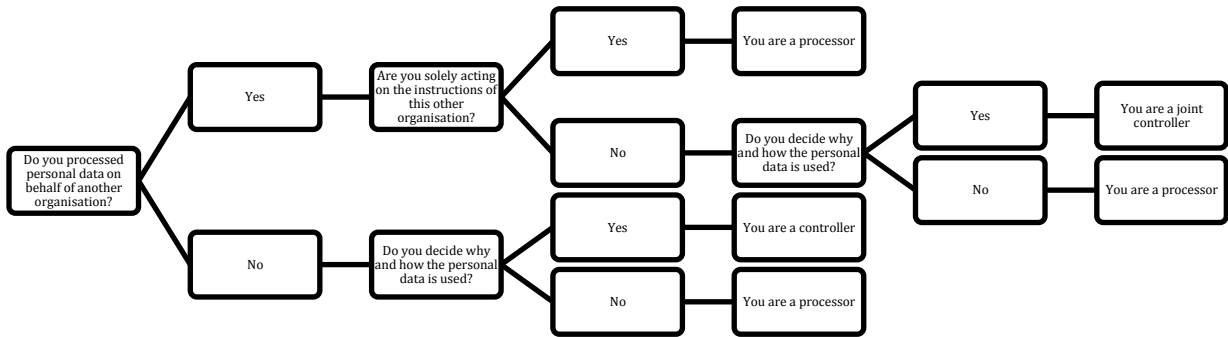 Do you processed
personal data on
behalf of another
organisation?
Yes
Are you solely acting
on the instructions of
this other
organisation?
Yes
You are a processor
No
Do you decide why
and how the personal
data is used?
Yes
You are a joint
controller
No
You are a processor
No
Do you decide why
and how the personal
data is used?
Yes
You are a controller
No
You are a processor